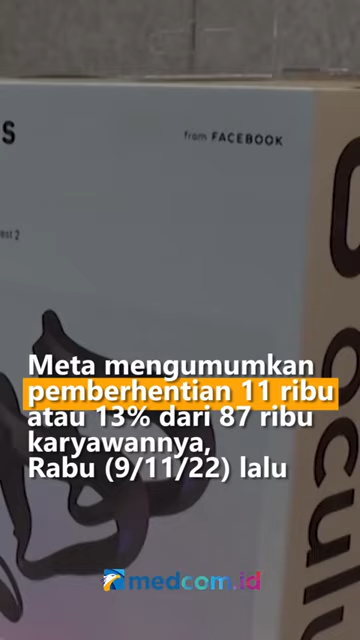 S
from FACEBOOK
est 2
Meta mengumumkan
pemberhentian 11 ribu
atau 13% dari 87 ribu
karyawannya,
Rabu (9/11/22) lalu
ocul
medcom.id